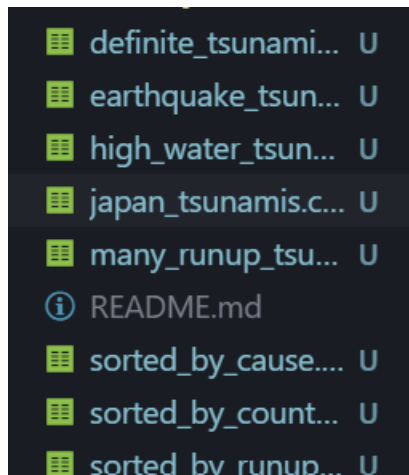 definite_tsunami... U
earthquake_tsun... U
high_water_tsun... U
japan_tsunamis.c... U
many_runup_tsu... U
README.md
sorted_by_cause.... U
sorted_by_count... U
sorted_by_runup... U